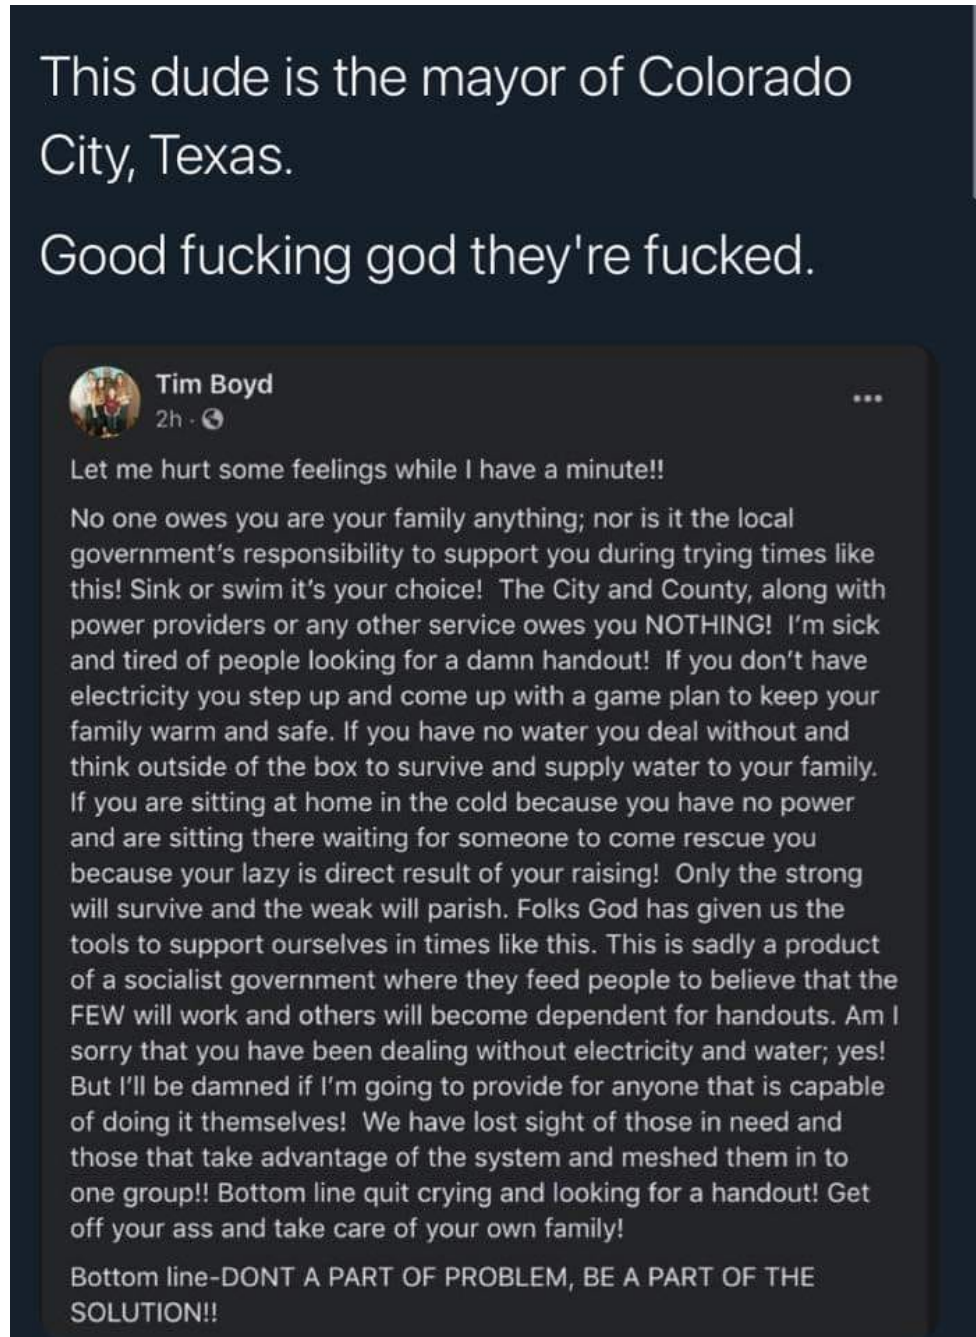 This dude is the mayor of Colorado
City, Texas.
Good fucking god they're fucked.
Tim Boyd
2h ·
Let me hurt some feelings while I have a minute!!
No one owes you are your family anything; nor is it the local
government's responsibility to support you during trying times like
this! Sink or swim it's your choice!  The City and County, along with
power providers or any other service owes you NOTHING!  I'm sick
and tired of people looking for a damn handout!  If you don't have
electricity you step up and come up with a game plan to keep your
family warm and safe. If you have no water you deal without and
think outside of the box to survive and supply water to your family.
If you are sitting at home in the cold because you have no power
and are sitting there waiting for someone to come rescue you
because your lazy is direct result of your raising!  Only the strong
will survive and the weak will parish. Folks God has given us the
tools to support ourselves in times like this. This is sadly a product
of a socialist government where they feed people to believe that the
FEW will work and others will become dependent for handouts. Am I
sorry that you have been dealing without electricity and water; yes!
But I'll be damned if I'm going to provide for anyone that is capable
of doing it themselves!  We have lost sight of those in need and
those that take advantage of the system and meshed them in to
one group!! Bottom line quit crying and looking for a handout! Get
off your ass and take care of your own family!
Bottom line-DONT A PART OF PROBLEM, BE A PART OF THE
SOLUTION!!